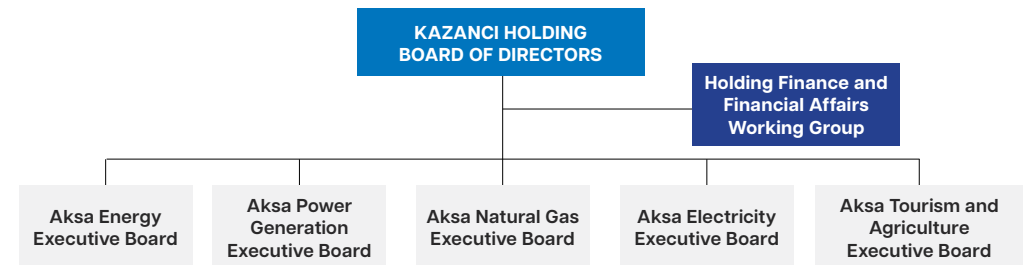 KAZANCI HOLDING
BOARD OF DIRECTORS
Holding Finance and
Financial Affairs
Working Group
Aksa Energy
Executive Board
Aksa Power
Generation
Executive Board
Aksa Natural Gas
Executive Board
Aksa Electricity
Executive Board
Aksa Tourism and
Agriculture
Executive Board